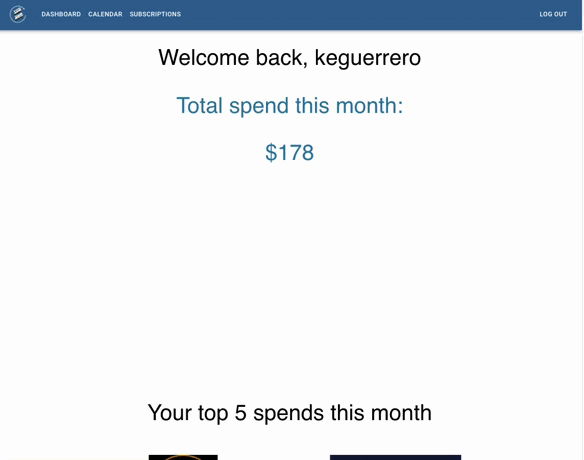 DASHBOARD CALENDAR SUBSCRIPTIONS LOG OUT
Welcome back, keguerrero
Total spend this month:
$178
Your top 5 spends this month